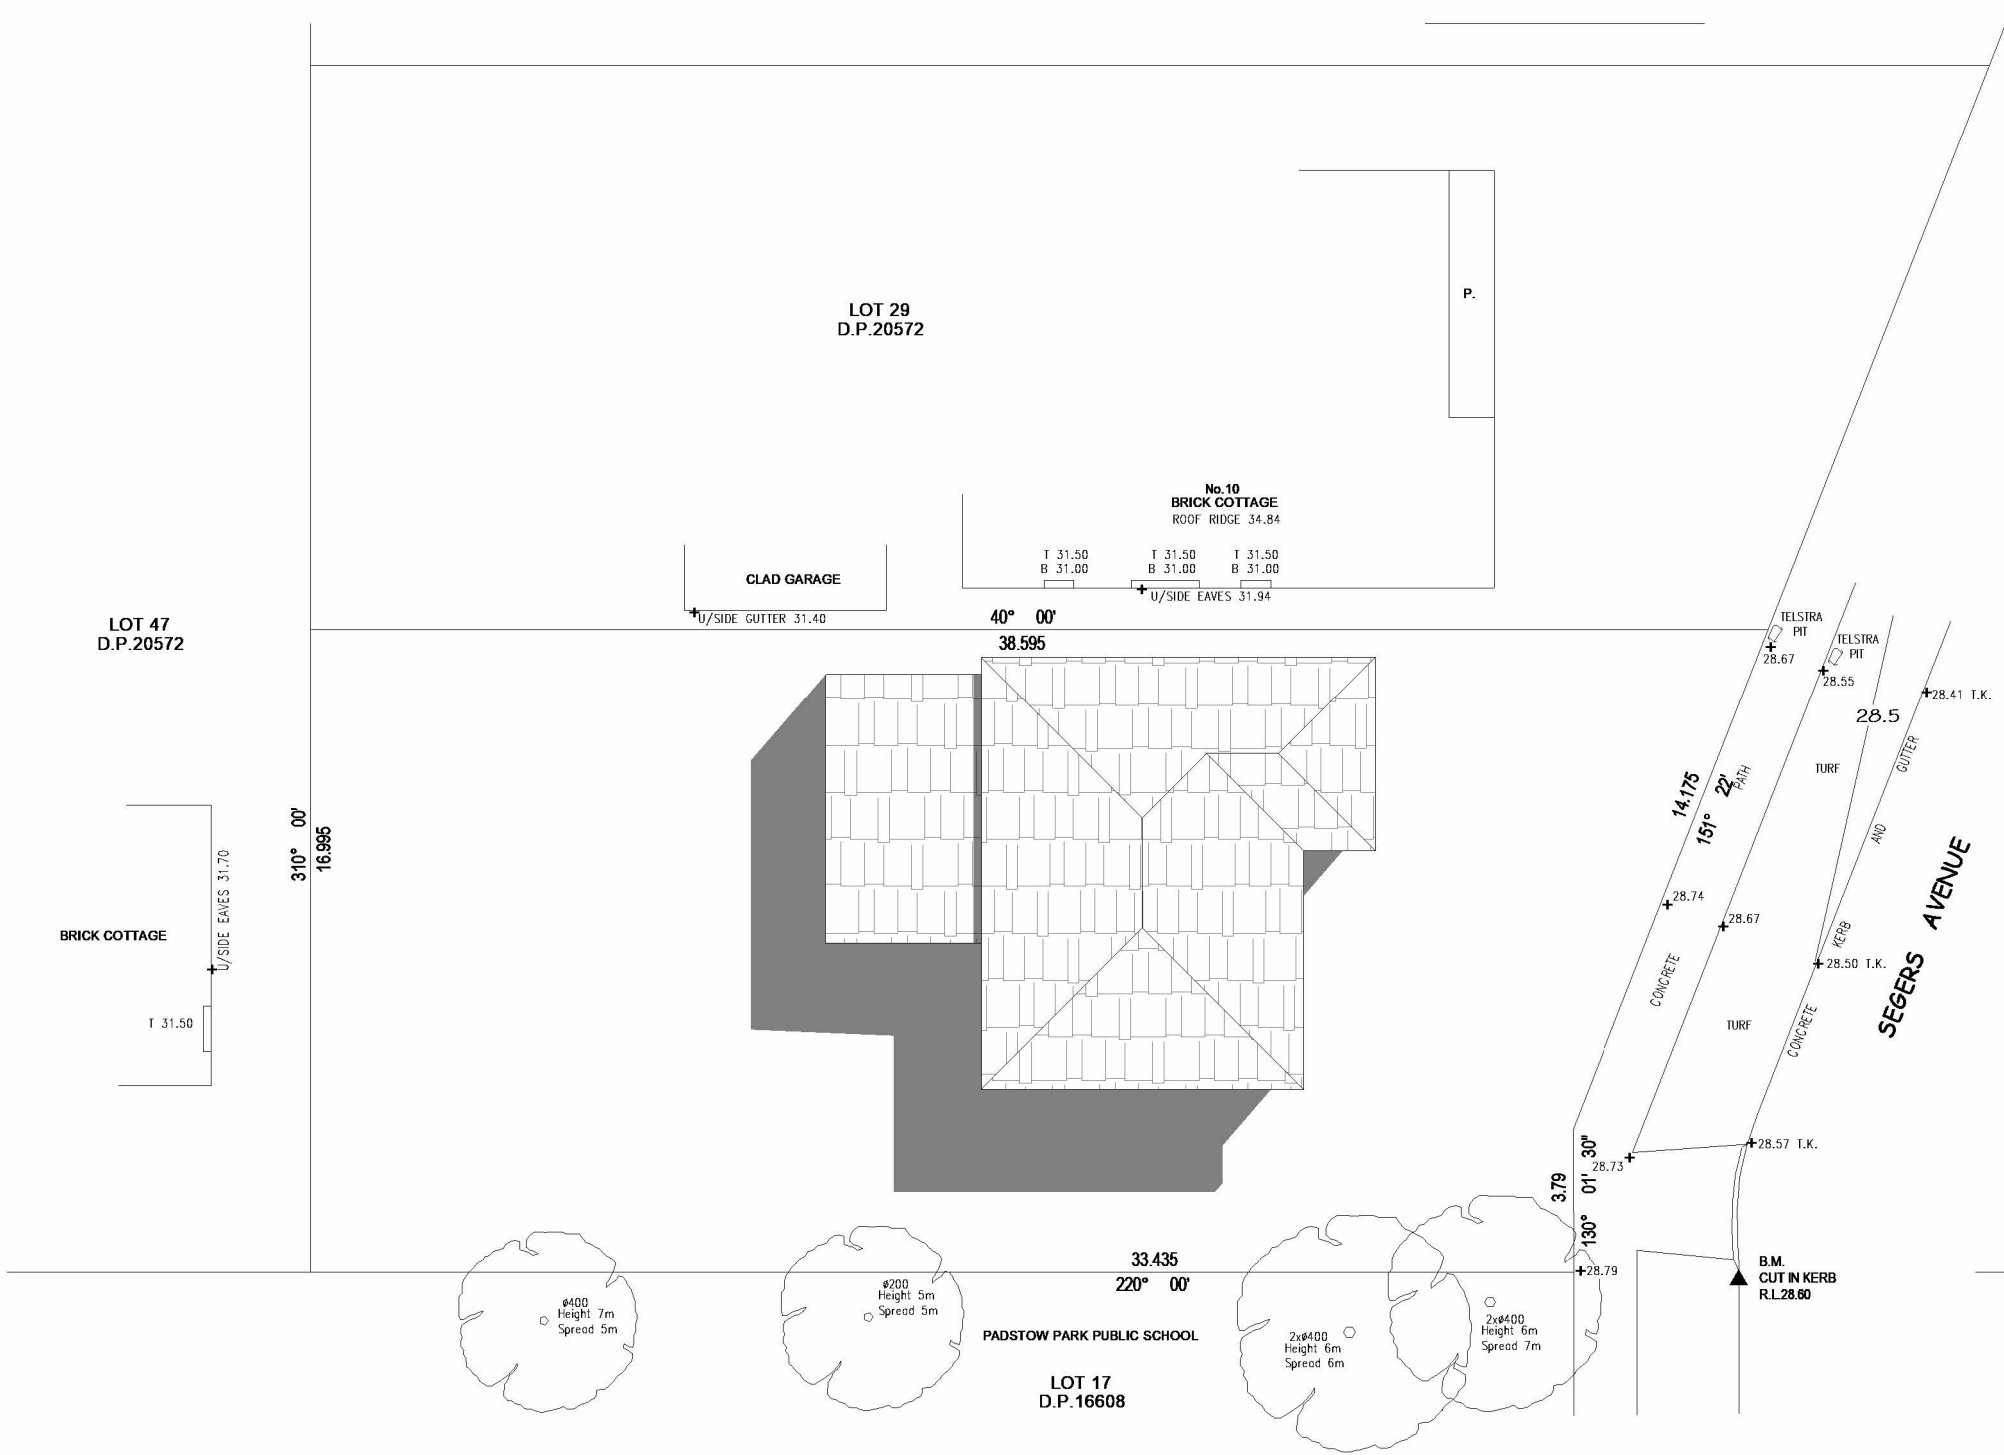 LOT 29
D.P.20572
P.
No.10
BRICK COTTAGE
ROOF RIDGE 34.84
T 31.50
B 31.00
T 31.50
B 31.00
T 31.50
B 31.00
U/SIDE EAVES 31.94
CLAD GARAGE
U/SIDE GUTTER 31.40
40° 00'
38.595
LOT 47
D.P.20572
TELSTRA
PIT
28.67
TELSTRA
PIT
28.55
28.41 T.K.
28.5
TURF
GUTTER
AND
KERB
CONCRETE
14.175
151° 22'
PATH
CONCRETE
28.74
28.67
28.50 T.K.
SEGERS AVENUE
TURF
310° 00'
16.995
U/SIDE EAVES 31.70
BRICK COTTAGE
T 31.50
28.57 T.K.
28.73
3.79
130° 01' 30"
28.79
B.M.
CUT IN KERB
R.L.28.60
33.435
220° 00'
ø400
Height 7m
Spread 5m
ø200
Height 5m
Spread 5m
2xø400
Height 6m
Spread 6m
2xø400
Height 6m
Spread 7m
PADSTOW PARK PUBLIC SCHOOL
LOT 17
D.P.16608